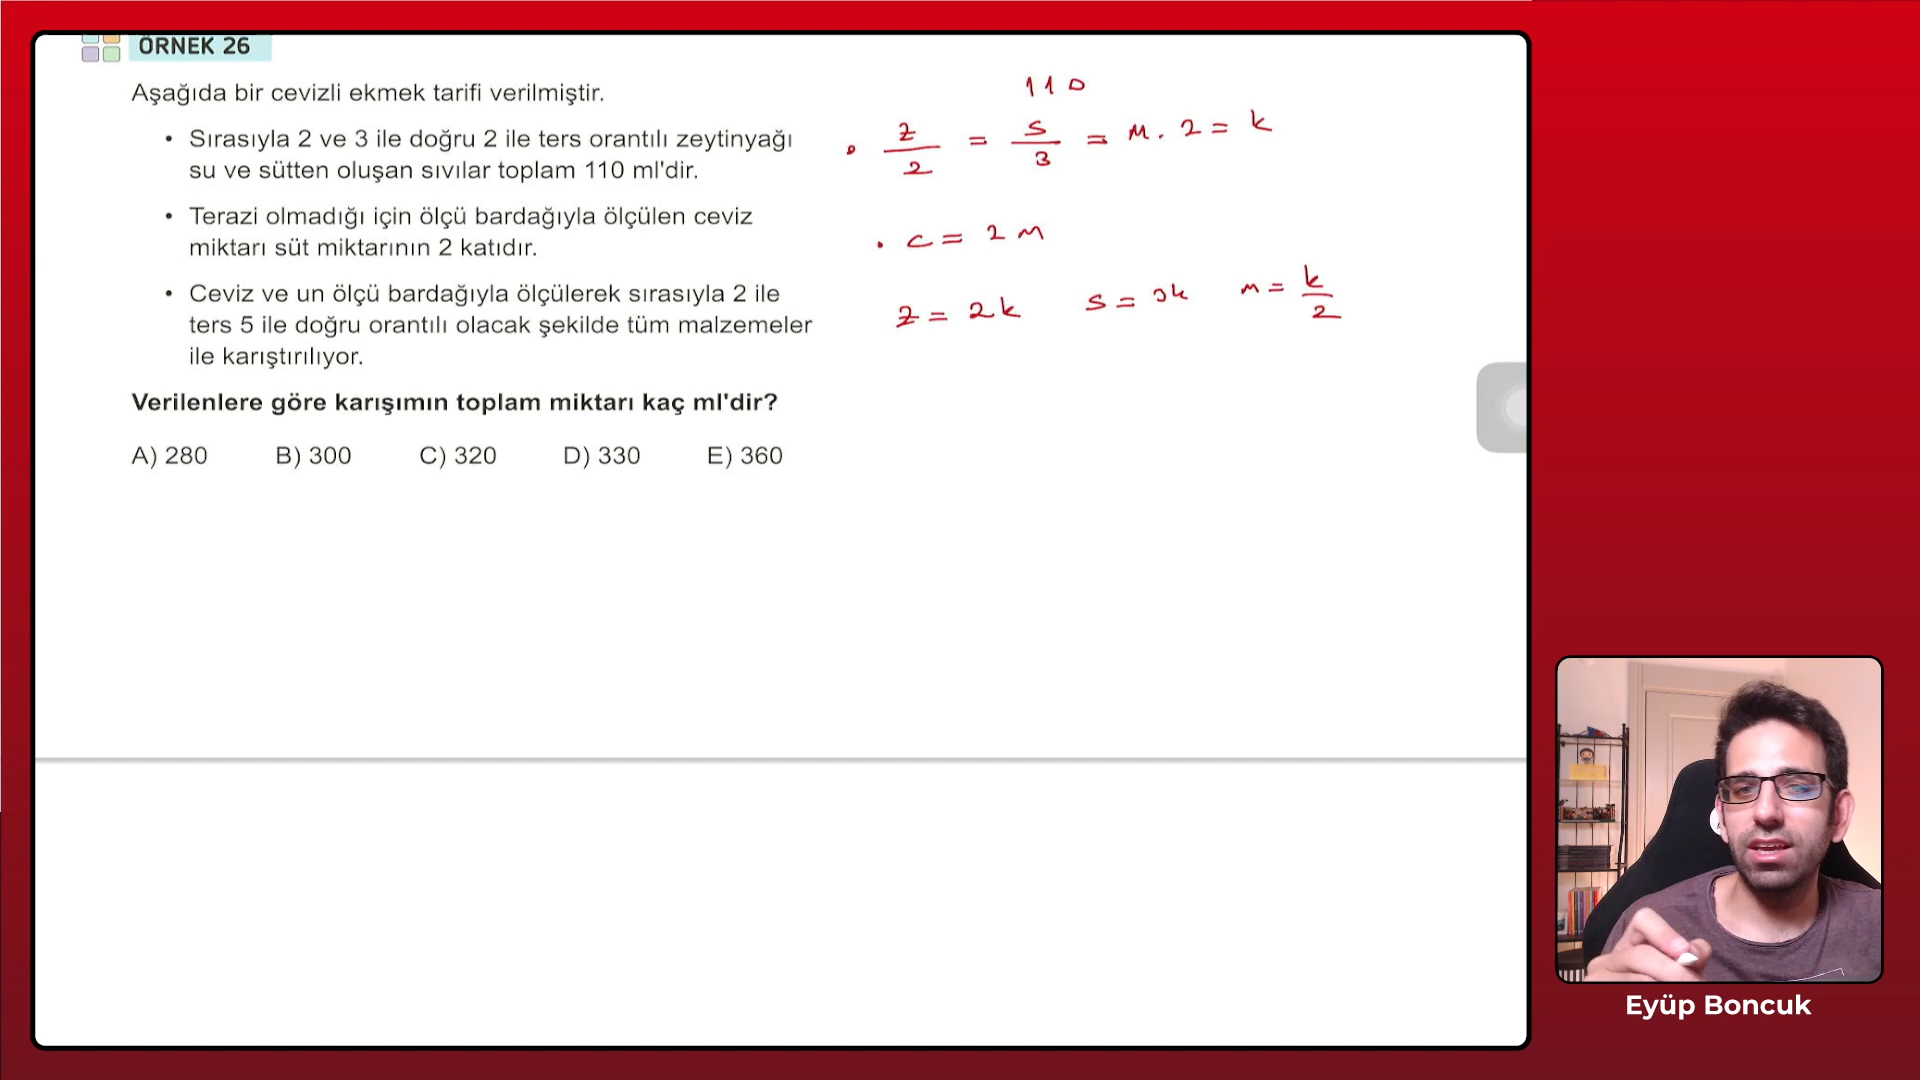 ÖRNEK 26
Aşağıda bir cevizli ekmek tarifi verilmiştir.
• Sırasıyla 2 ve 3 ile doğru 2 ile ters orantılı zeytinyağı
su ve sütten oluşan sıvılar toplam 110 ml'dir.
• Terazi olmadığı için ölçü bardağıyla ölçülen ceviz
miktarı süt miktarının 2 katıdır.
• Ceviz ve un ölçü bardağıyla ölçülerek sırasıyla 2 ile
ters 5 ile doğru orantılı olacak şekilde tüm malzemeler
ile karıştırılıyor.
Verilenlere göre karışımın toplam miktarı kaç ml'dir?
A) 280 B) 300 C) 320 D) 330 E) 360
110
• z/2 = s/3 = m . 2 = k
• c = 2m
z = 2k s = 3k m = k/2
Eyüp Boncuk